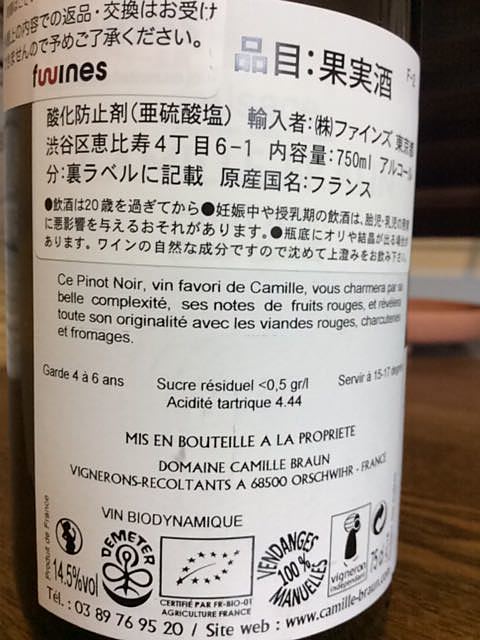 上の内容での返品・交換はお受け
ませんので予めご了承ください。
fwines
品目：果実酒
酸化防止剤（亜硫酸塩） 輸入者：㈱ファインズ 東京都
渋谷区恵比寿4丁目6-1 内容量：750ml アルコール
分：裏ラベルに記載 原産国名：フランス
●飲酒は20歳を過ぎてから●妊娠中や授乳期の飲酒は、胎児・乳児の発育
に悪影響を与えるおそれがあります。●瓶底にオリや結晶が出る場合が
あります。ワインの自然な成分ですので沈めて上澄みをお飲み下さい。
Ce Pinot Noir, vin favori de Camille, vous charmera par sa
belle complexité, ses notes de fruits rouges, et révélera
toute son originalité avec les viandes rouges, charcuteries
et fromages.
Garde 4 à 6 ans
Sucre résiduel <0,5 gr/l
Servir à 15-17 degrés
Acidité tartrique 4.44
MIS EN BOUTEILLE A LA PROPRIETE
DOMAINE CAMILLE BRAUN
VIGNERONS-RECOLTANTS A 68500 ORSCHWIHR - FRANCE
VIN BIODYNAMIQUE
Produit de France
14.5%vol
DEMETER
CERTIFIÉ PAR FR-BIO-01
AGRICULTURE FRANCE
VENDANGES
100 %
MANUELLES
vigneron
indépendant
75 cl
Tél. : 03 89 76 95 20 / Site web : www.camille-braun.com